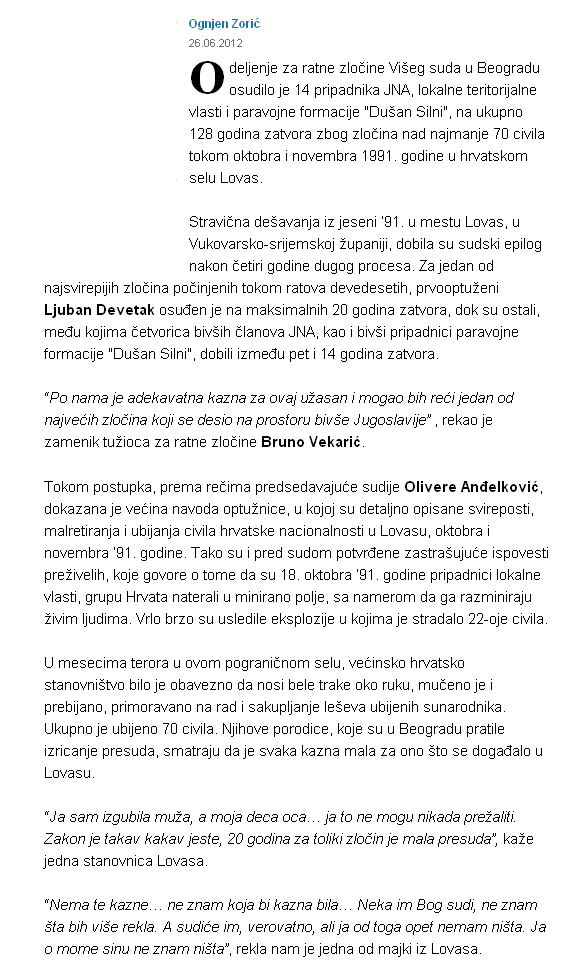 Ognjen Zorić
26.06.2012
Odeljenje za ratne zločine Višeg suda u Beogradu
osudilo je 14 pripadnika JNA, lokalne teritorijalne
vlasti i paravojne formacije "Dušan Silni", na ukupno
128 godina zatvora zbog zločina nad najmanje 70 civila
tokom oktobra i novembra 1991. godine u hrvatskom
selu Lovas.
Stravična dešavanja iz jeseni '91. u mestu Lovas, u
Vukovarsko-srijemskoj županiji, dobila su sudski epilog
nakon četiri godine dugog procesa. Za jedan od
najsvirepijih zločina počinjenih tokom ratova devedesetih, prvooptuženi
Ljuban Devetak osuđen je na maksimalnih 20 godina zatvora, dok su ostali,
među kojima četvorica bivših članova JNA, kao i bivši pripadnici paravojne
formacije "Dušan Silni", dobili između pet i 14 godina zatvora.
“Po nama je adekavatna kazna za ovaj užasan i mogao bih reći jedan od
najvećih zločina koji se desio na prostoru bivše Jugoslavije” , rekao je
zamenik tužioca za ratne zločine Bruno Vekarić.
Tokom postupka, prema rečima predsedavajuće sudije Olivere Anđelković,
dokazana je većina navoda optužnice, u kojoj su detaljno opisane svireposti,
malretiranja i ubijanja civila hrvatske nacionalnosti u Lovasu, oktobra i
novembra '91. godine. Tako su i pred sudom potvrđene zastrašujuće ispovesti
preživelih, koje govore o tome da su 18. oktobra '91. godine pripadnici lokalne
vlasti, grupu Hrvata naterali u minirano polje, sa namerom da ga razminiraju
živim ljudima. Vrlo brzo su usledile eksplozije u kojima je stradalo 22-oje civila.
U mesecima terora u ovom pograničnom selu, većinsko hrvatsko
stanovništvo bilo je obavezno da nosi bele trake oko ruku, mučeno je i
prebijano, primoravano na rad i sakupljanje leševa ubijenih sunarodnika.
Ukupno je ubijeno 70 civila. Njihove porodice, koje su u Beogradu pratile
izricanje presuda, smatraju da je svaka kazna mala za ono što se događalo u
Lovasu.
“Ja sam izgubila muža, a moja deca oca… ja to ne mogu nikada prežaliti.
Zakon je takav kakav jeste, 20 godina za toliki zločin je mala presuda”, kaže
jedna stanovnica Lovasa.
“Nema te kazne… ne znam koja bi kazna bila… Neka im Bog sudi, ne znam
šta bih više rekla. A sudiće im, verovatno, ali ja od toga opet nemam ništa. Ja
o mome sinu ne znam ništa”, rekla nam je jedna od majki iz Lovasa.